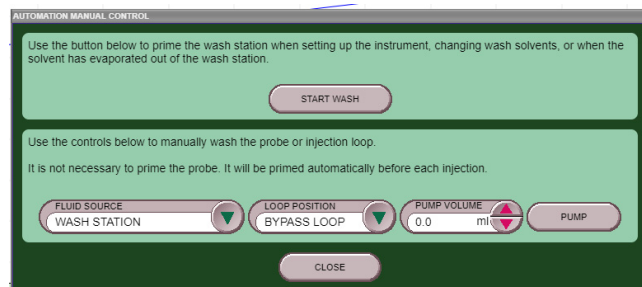 AUTOMATION MANUAL CONTROL
Use the button below to prime the wash station when setting up the instrument, changing wash solvents, or when the
solvent has evaporated out of the wash station.
START WASH
Use the controls below to manually wash the probe or injection loop.
It is not necessary to prime the probe. It will be primed automatically before each injection.
FLUID SOURCE
WASH STATION
LOOP POSITION
BYPASS LOOP
PUMP VOLUME
0.0 ml
PUMP
CLOSE